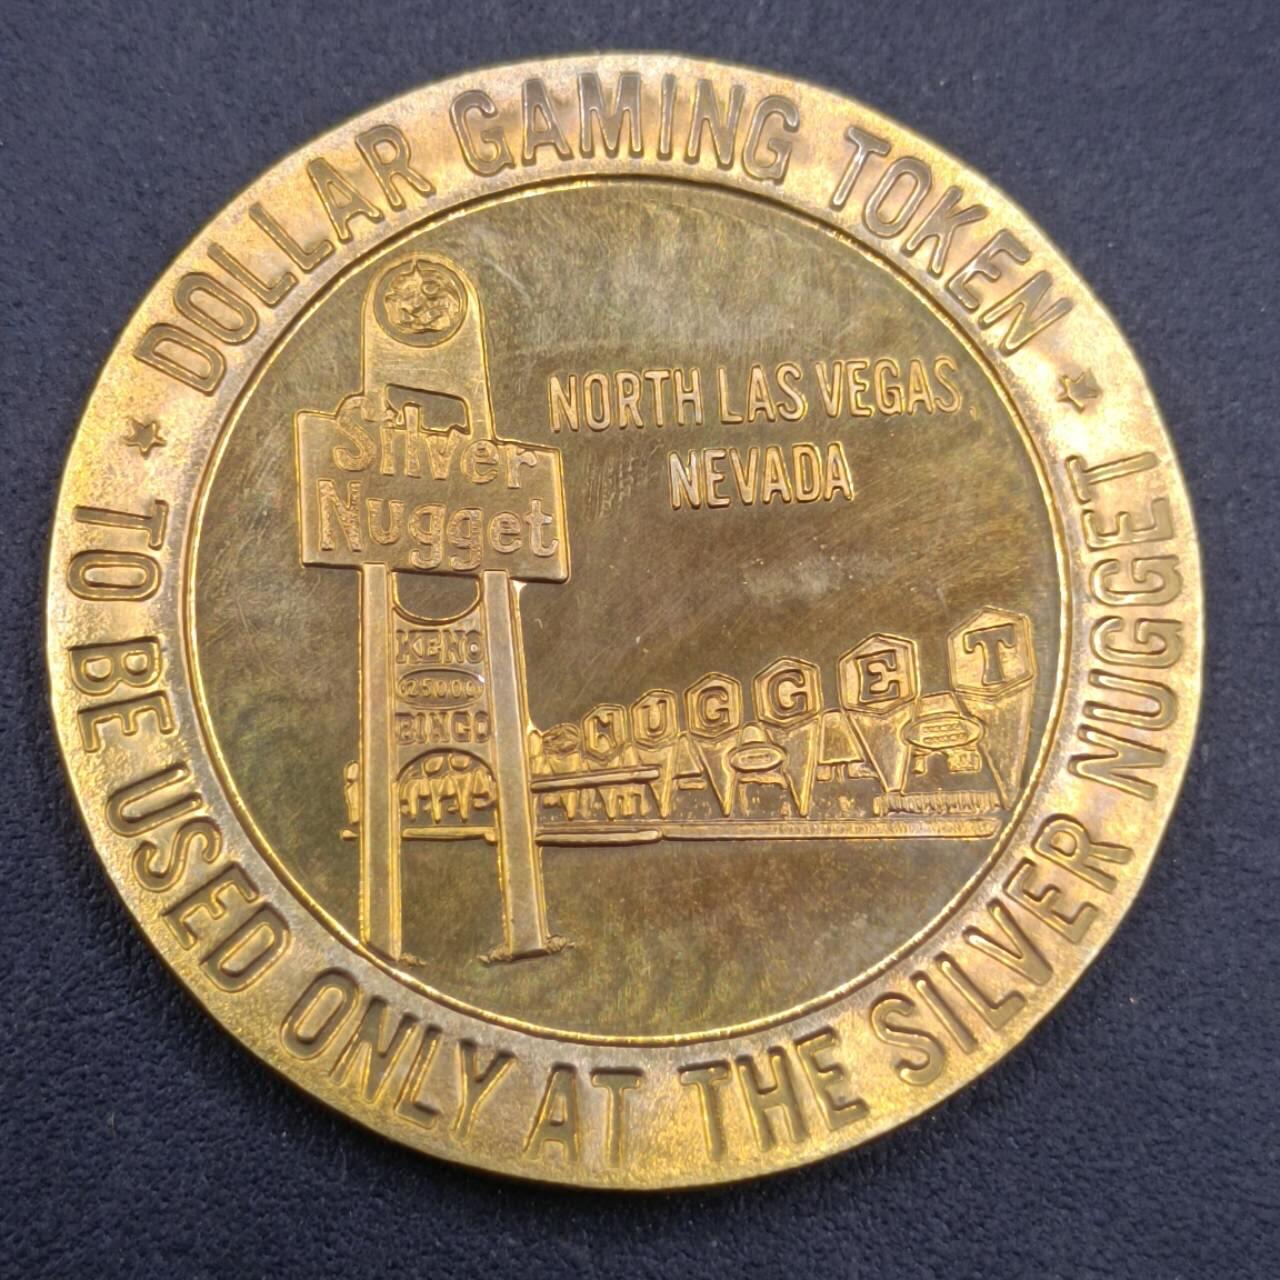 DOLLAR GAMING TOKEN
★ TO BE USED ONLY AT THE SILVER NUGGET ★
NORTH LAS VEGAS,
NEVADA
Silver
Nugget
KENO
$25000
BINGO
NUGGET